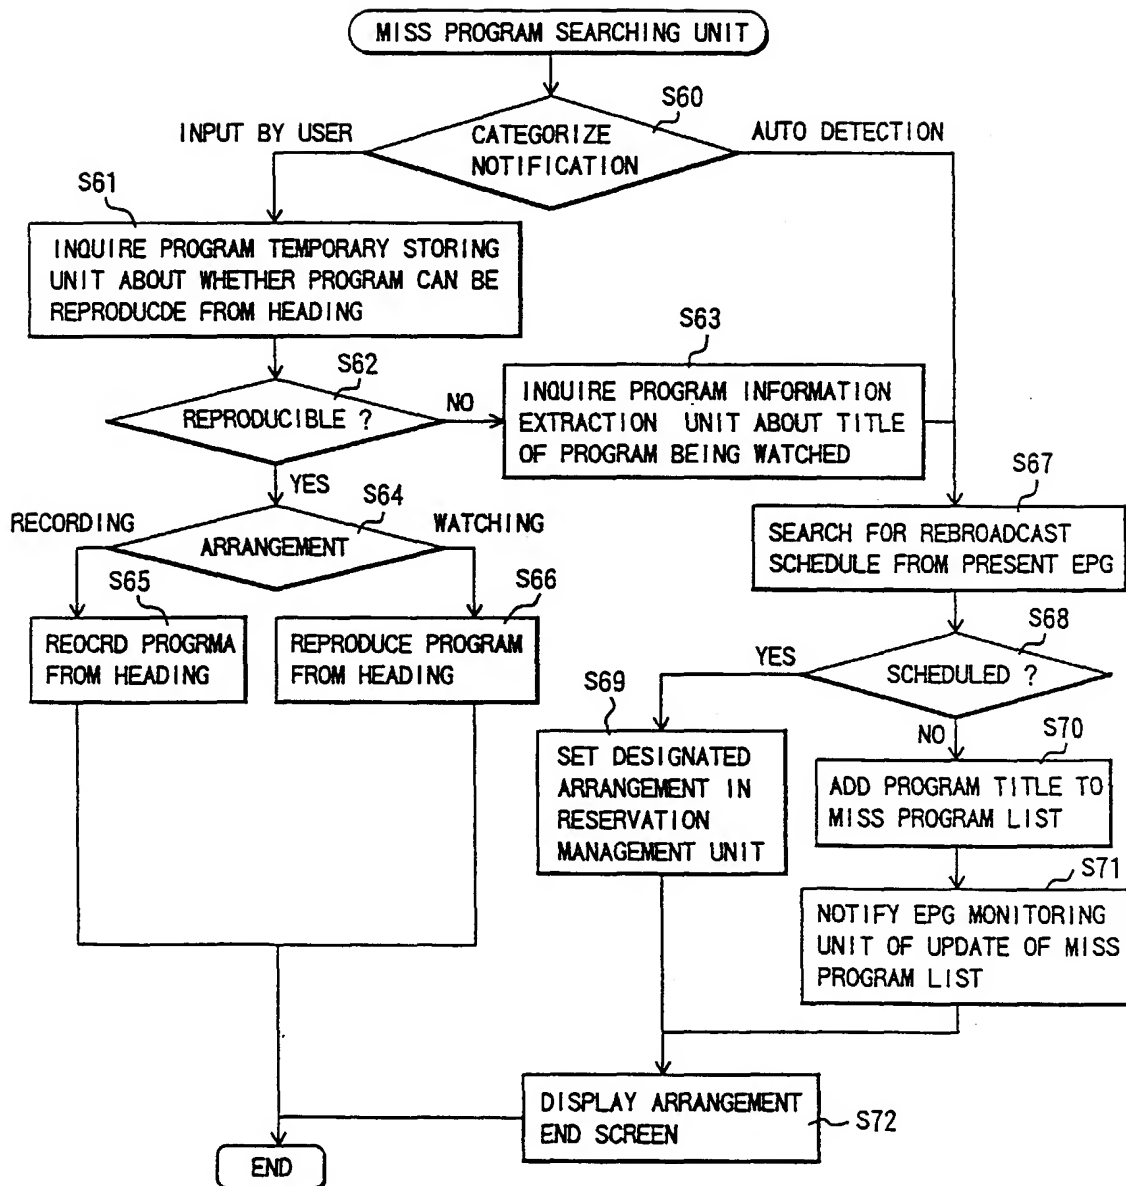 MISS PROGRAM SEARCHING UNIT
S60
INPUT BY USER
CATEGORIZE
NOTIFICATION
AUTO DETECTION
S61
INQUIRE PROGRAM TEMPORARY STORING
UNIT ABOUT WHETHER PROGRAM CAN BE
REPRODUCDE FROM HEADING
S62
REPRODUCIBLE ?
NO
YES
S63
INQUIRE PROGRAM INFORMATION
EXTRACTION UNIT ABOUT TITLE
OF PROGRAM BEING WATCHED
S64
RECORDING
ARRANGEMENT
WATCHING
S67
SEARCH FOR REBROADCAST
SCHEDULE FROM PRESENT EPG
S65
REOCRD PROGRMA
FROM HEADING
S66
REPRODUCE PROGRAM
FROM HEADING
S68
YES
SCHEDULED ?
NO
S69
SET DESIGNATED
ARRANGEMENT IN
RESERVATION
MANAGEMENT UNIT
S70
ADD PROGRAM TITLE TO
MISS PROGRAM LIST
S71
NOTIFY EPG MONITORING
UNIT OF UPDATE OF MISS
PROGRAM LIST
DISPLAY ARRANGEMENT
END SCREEN
S72
END